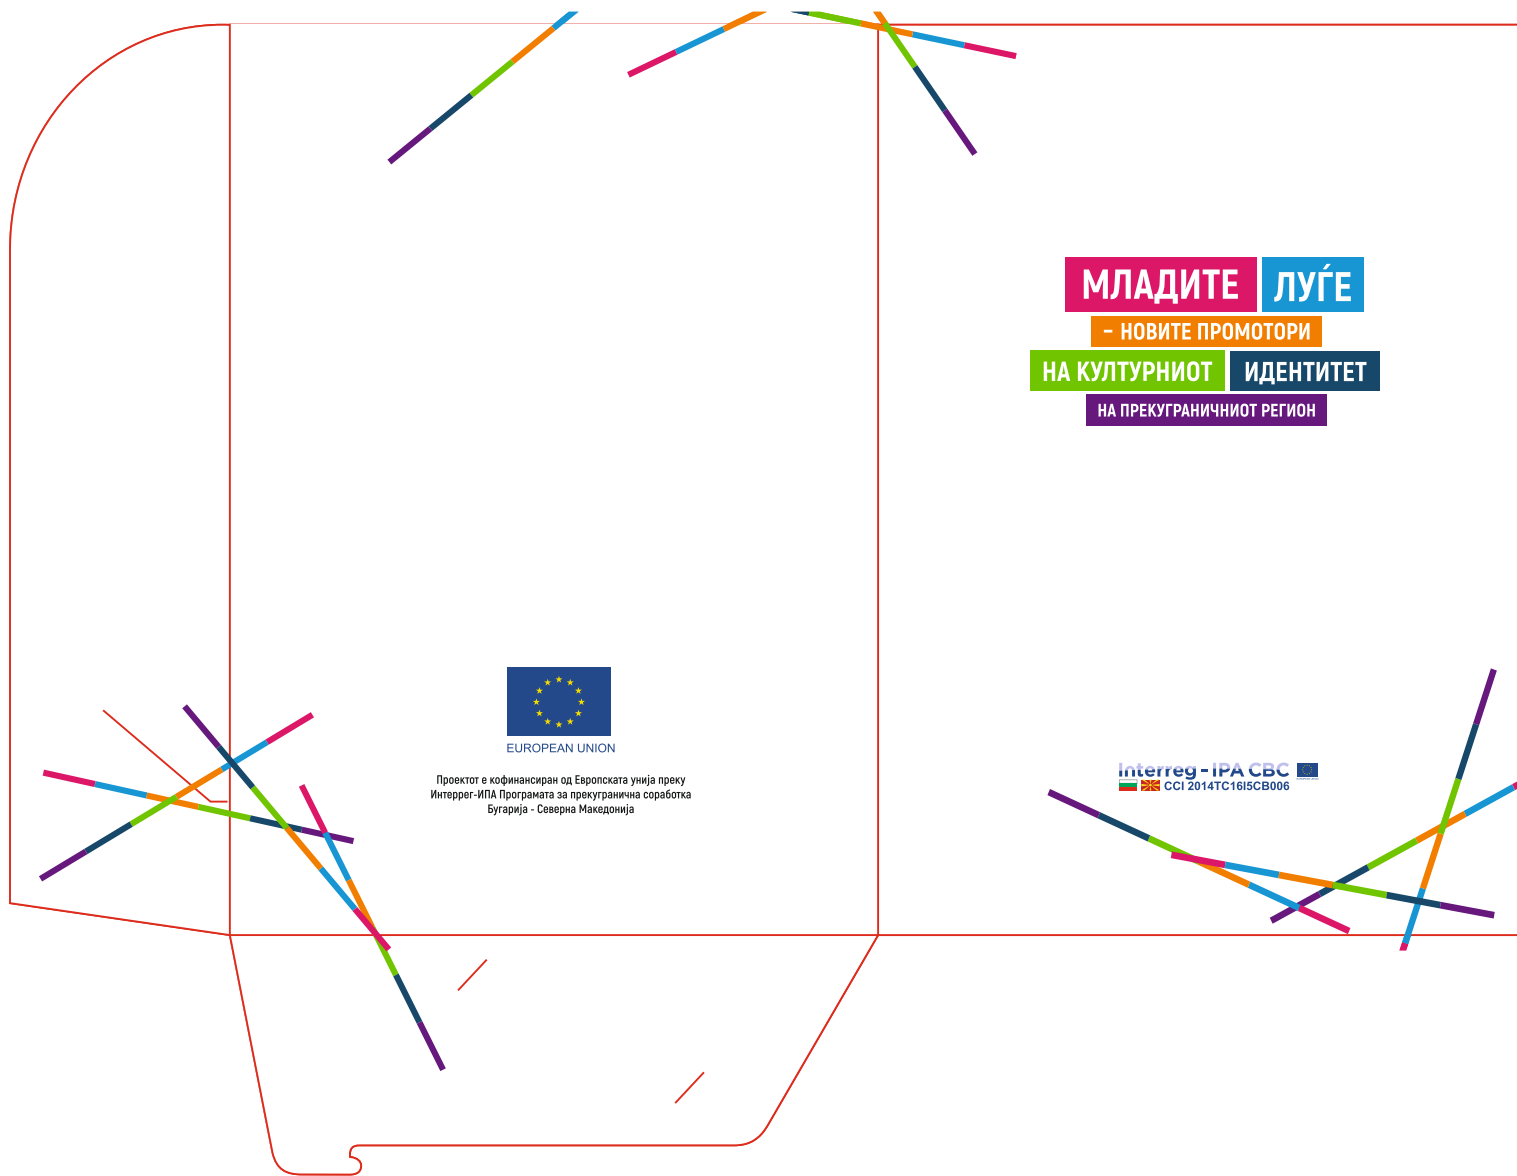 МЛАДИТЕ ЛУЃЕ
– НОВИТЕ ПРОМОТОРИ
НА КУЛТУРНИОТ ИДЕНТИТЕТ
НА ПРЕКУГРАНИЧНИОТ РЕГИОН
EUROPEAN UNION
Проектот е кофинансиран од Европската унија преку
Интеррег-ИПА Програмата за прекугранична соработка
Бугарија - Северна Македонија
Interreg - IPA CBC
CCI 2014TC16I5CB006